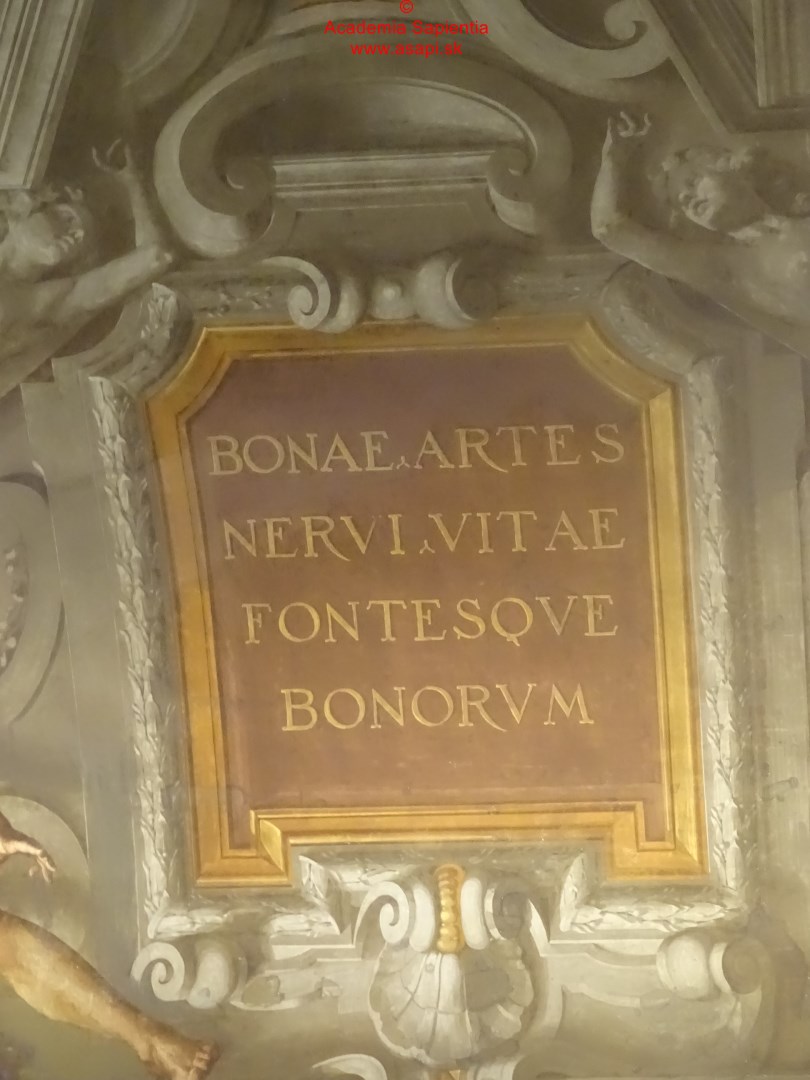 ©
Academia Sapientia
www.asapi.sk
BONAE.ARTES
NERVI.VITAE
FONTESQVE
BONORVM